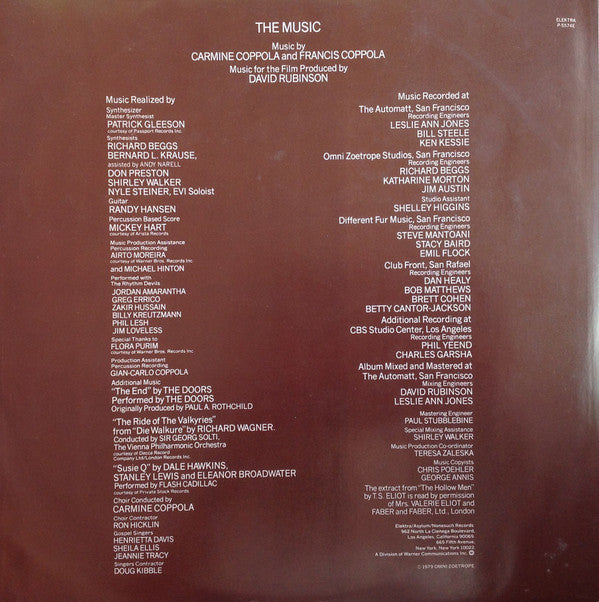 THE MUSIC
ELEKTRA
P-5574E
Music by
CARMINE COPPOLA and FRANCIS COPPOLA
Music for the Film Produced by
DAVID RUBINSON
Music Realized by
Synthesizer
Master Synthesist
PATRICK GLEESON
courtesy of Passport Records Inc.
Synthesists
RICHARD BEGGS
BERNARD L. KRAUSE,
assisted by ANDY NARELL
DON PRESTON
SHIRLEY WALKER
NYLE STEINER, EVI Soloist
Guitar
RANDY HANSEN
Percussion Based Score
MICKEY HART
courtesy of Arista Records
Music Production Assistance
Percussion Recording
AIRTO MOREIRA
courtesy of Warner Bros. Records Inc
and MICHAEL HINTON
Performed with
The Rhythm Devils
JORDAN AMARANTHA
GREG ERRICO
ZAKIR HUSSAIN
BILLY KREUTZMANN
PHIL LESH
JIM LOVELESS
Special Thanks to
FLORA PURIM
courtesy of Warner Bros. Records Inc
Production Assistant
Percussion Recording
GIAN-CARLO COPPOLA
Additional Music
"The End" by THE DOORS
Performed by THE DOORS
Originally Produced by PAUL A. ROTHCHILD
"The Ride of The Valkyries"
from "Die Walkure" by RICHARD WAGNER.
Conducted by SIR GEORG SOLTI,
The Vienna Philharmonic Orchestra
courtesy of Decca Record
Company Ltd/London Records Inc.
"Susie Q" by DALE HAWKINS,
STANLEY LEWIS and ELEANOR BROADWATER
Performed by FLASH CADILLAC
courtesy of Private Stock Records
Choir Conducted by
CARMINE COPPOLA
Choir Contractor
RON HICKLIN
Gospel Singers
HENRIETTA DAVIS
SHEILA ELLIS
JEANNIE TRACY
Singers Contractor
DOUG KIBBLE
Music Recorded at
The Automatt, San Francisco
Recording Engineers
LESLIE ANN JONES
BILL STEELE
KEN KESSIE
Omni Zoetrope Studios, San Francisco
Recording Engineers
RICHARD BEGGS
KATHARINE MORTON
JIM AUSTIN
Studio Assistant
SHELLEY HIGGINS
Different Fur Music, San Francisco
Recording Engineers
STEVE MANTOANI
STACY BAIRD
EMIL FLOCK
Club Front, San Rafael
Recording Engineers
DAN HEALY
BOB MATTHEWS
BRETT COHEN
BETTY CANTOR-JACKSON
Additional Recording at
CBS Studio Center, Los Angeles
Recording Engineers
PHIL YEEND
CHARLES GARSHA
Album Mixed and Mastered at
The Automatt, San Francisco
Mixing Engineers
DAVID RUBINSON
LESLIE ANN JONES
Mastering Engineer
PAUL STUBBLEBINE
Special Mixing Assistance
SHIRLEY WALKER
Music Production Co-ordinator
TERESA ZALESKA
Music Copyists
CHRIS POEHLER
GEORGE ANNIS
The extract from "The Hollow Men"
by T.S. ELIOT is read by permission
of Mrs. VALERIE ELIOT and
FABER and FABER, Ltd., London
Elektra/Asylum/Nonesuch Records
962 North La Cienega Boulevard,
Los Angeles, California 90069
665 Fifth Avenue,
New York, New York 10022
A Division of Warner Communications Inc.
© 1979 OMNI ZOETROPE